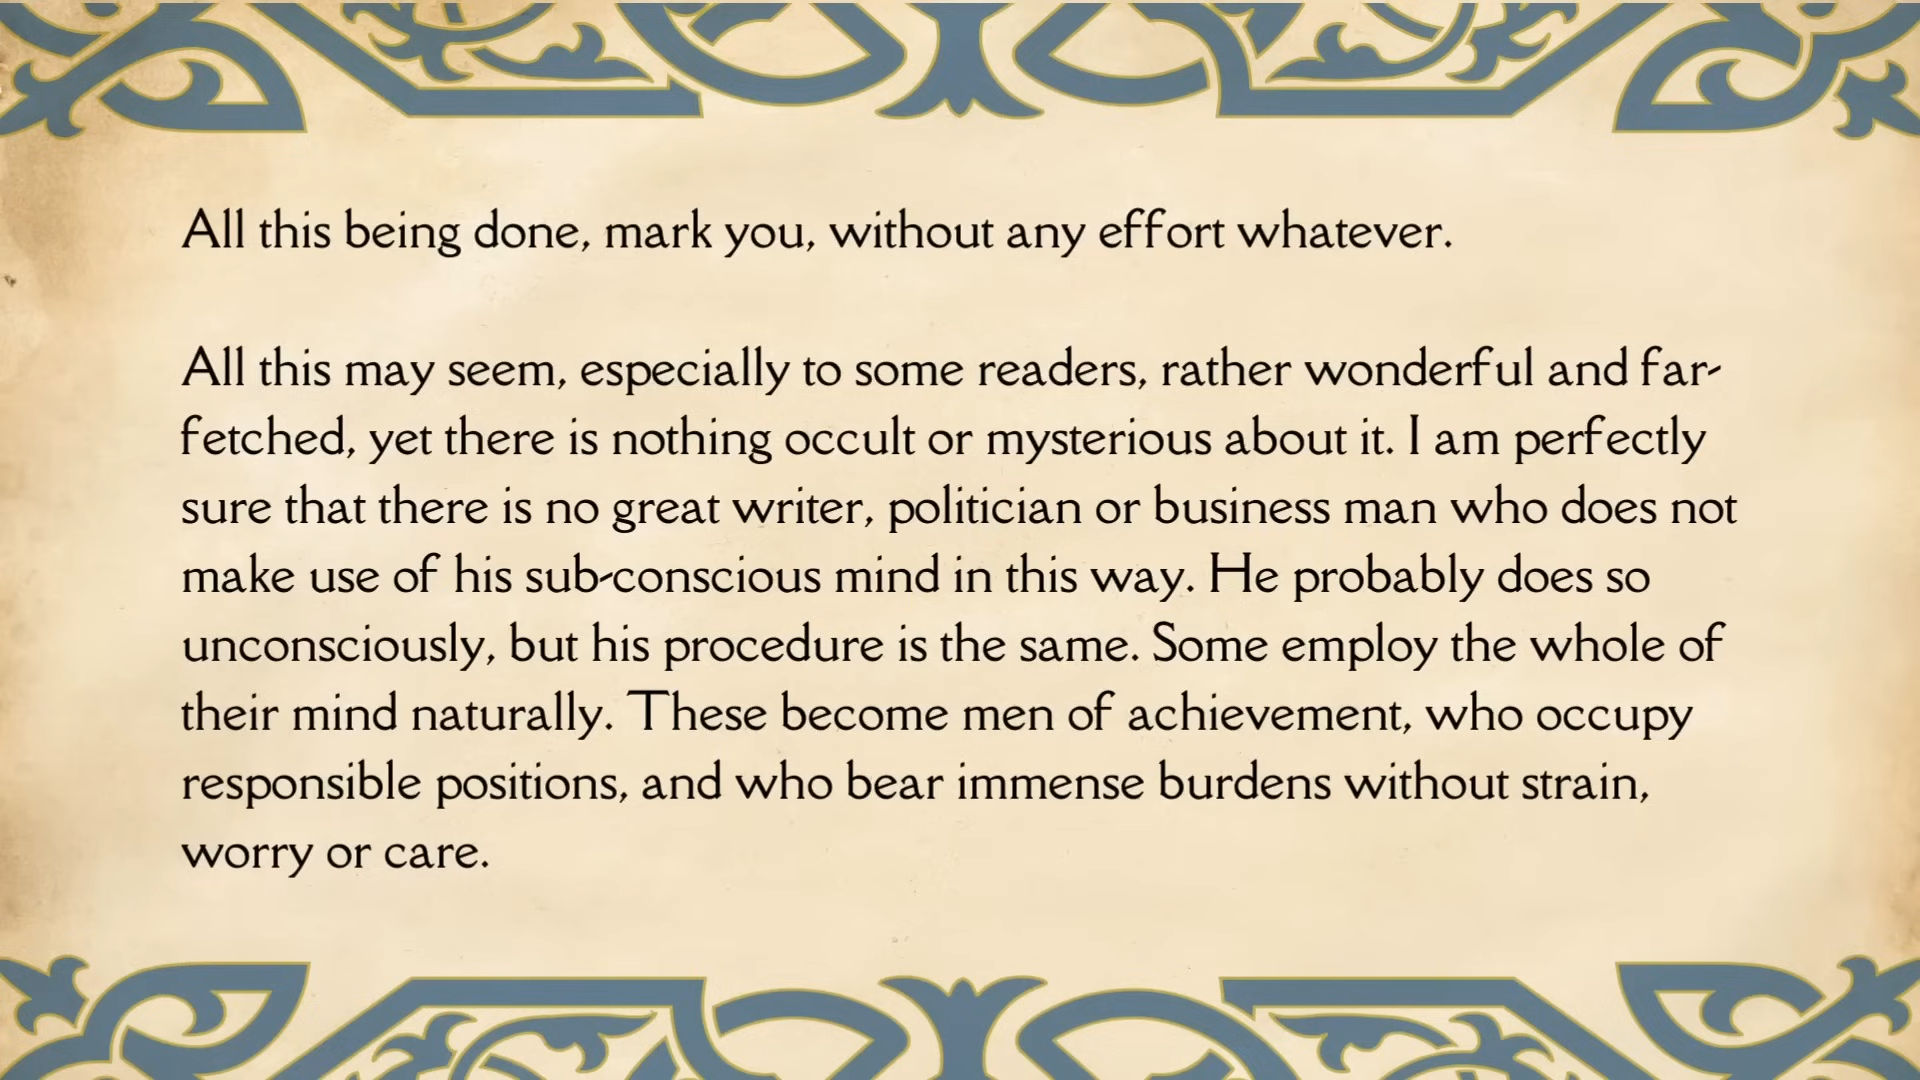 All this being done, mark you, without any effort whatever.
All this may seem, especially to some readers, rather wonderful and far-
fetched, yet there is nothing occult or mysterious about it. I am perfectly
sure that there is no great writer, politician or business man who does not
make use of his sub-conscious mind in this way. He probably does so
unconsciously, but his procedure is the same. Some employ the whole of
their mind naturally. These become men of achievement, who occupy
responsible positions, and who bear immense burdens without strain,
worry or care.